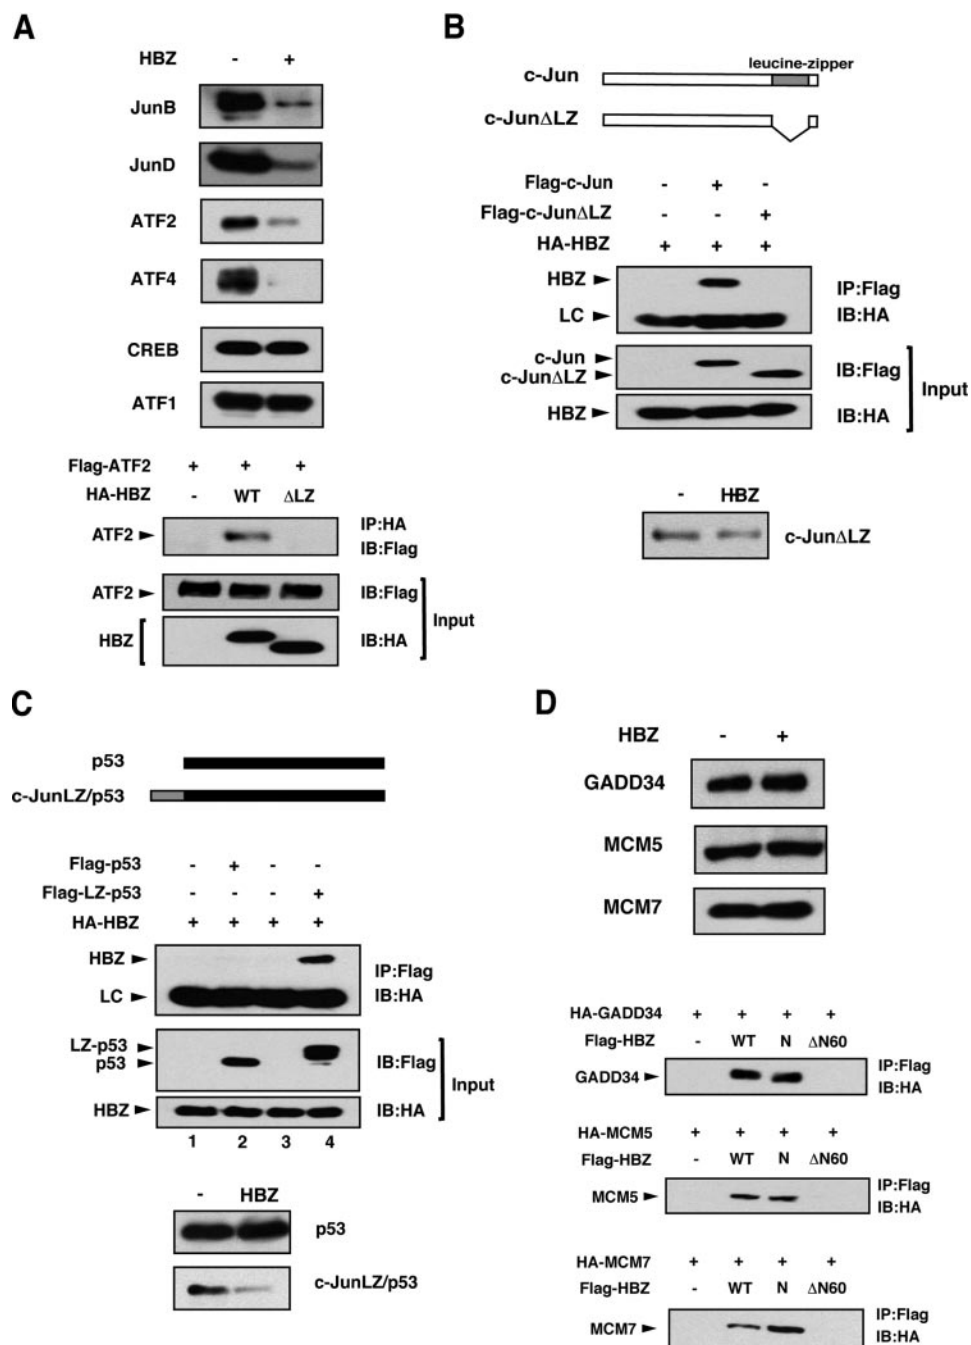 A
HBZ - +
JunB
JunD
ATF2
ATF4
CREB
ATF1
Flag-ATF2 + + +
HA-HBZ - WT ΔLZ
ATF2 ►
IP:HA
IB:Flag
ATF2 ►
IB:Flag
HBZ
IB:HA
Input
B
leucine-zipper
c-Jun
c-JunΔLZ
Flag-c-Jun - + -
Flag-c-JunΔLZ - - +
HA-HBZ + + +
HBZ ►
LC ►
IP:Flag
IB:HA
c-Jun ►
c-JunΔLZ ►
IB:Flag
HBZ ►
IB:HA
Input
- HBZ
c-JunΔLZ
C
p53
c-JunLZ/p53
Flag-p53 - + - -
Flag-LZ-p53 - - - +
HA-HBZ + + + +
HBZ ►
LC ►
IP:Flag
IB:HA
LZ-p53 ►
p53 ►
IB:Flag
HBZ ►
IB:HA
Input
1 2 3 4
- HBZ
p53
c-JunLZ/p53
D
HBZ - +
GADD34
MCM5
MCM7
HA-GADD34 + + + +
Flag-HBZ - WT N ΔN60
GADD34 ►
IP:Flag
IB:HA
HA-MCM5 + + + +
Flag-HBZ - WT N ΔN60
MCM5 ►
IP:Flag
IB:HA
HA-MCM7 + + + +
Flag-HBZ - WT N ΔN60
MCM7 ►
IP:Flag
IB:HA